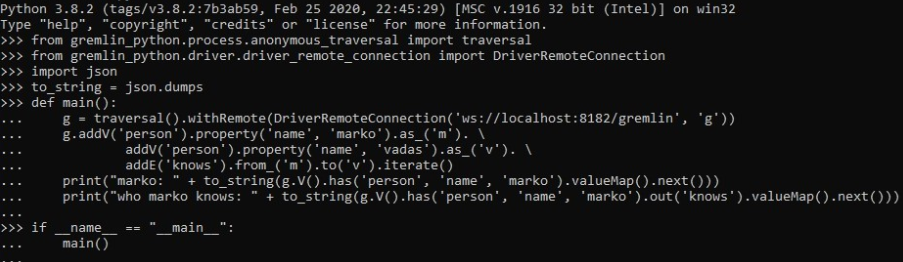 Python 3.8.2 (tags/v3.8.2:7b3ab59, Feb 25 2020, 22:45:29) [MSC v.1916 32 bit (Intel)] on win32
Type "help", "copyright", "credits" or "license" for more information.
>>> from gremlin_python.process.anonymous_traversal import traversal
>>> from gremlin_python.driver.driver_remote_connection import DriverRemoteConnection
>>> import json
>>> to_string = json.dumps
>>> def main():
...     g = traversal().withRemote(DriverRemoteConnection('ws://localhost:8182/gremlin', 'g'))
...     g.addV('person').property('name', 'marko').as_('m'). \
...             addV('person').property('name', 'vadas').as_('v'). \
...             addE('knows').from_('m').to('v').iterate()
...     print("marko: " + to_string(g.V().has('person', 'name', 'marko').valueMap().next()))
...     print("who marko knows: " + to_string(g.V().has('person', 'name', 'marko').out('knows').valueMap().next()))
...
>>> if __name__ == "__main__":
...     main()
...